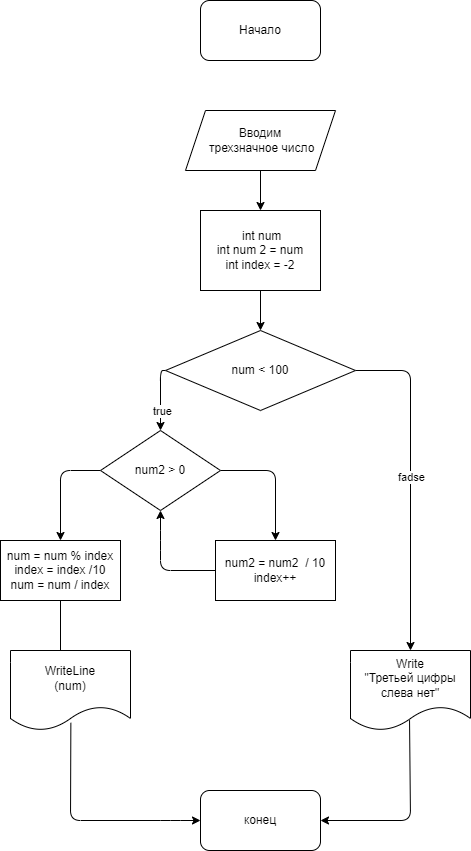 Начало
Вводим
трехзначное число
int num
int num 2 = num
int index = -2
num < 100
true
num2 > 0
fadse
num = num % index
index = index /10
num = num / index
num2 = num2 / 10
index++
WriteLine
(num)
Write
"Третьей цифры
слева нет"
конец